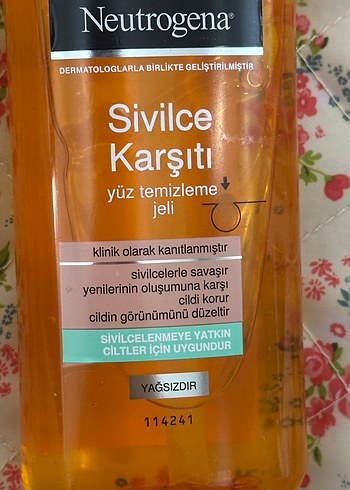 Neutrogena®
DERMATOLOGLARLA BİRLİKTE GELİŞTİRİLMİŞTİR
Sivilce
Karşıtı
yüz temizleme
jeli
klinik olarak kanıtlanmıştır
sivilcelerle savaşır
yenilerinin oluşumuna karşı
cildi korur
cildin görünümünü düzeltir
SİVİLCELENMEYE YATKIN
CİLTLER İÇİN UYGUNDUR
YAĞSIZDIR
114241